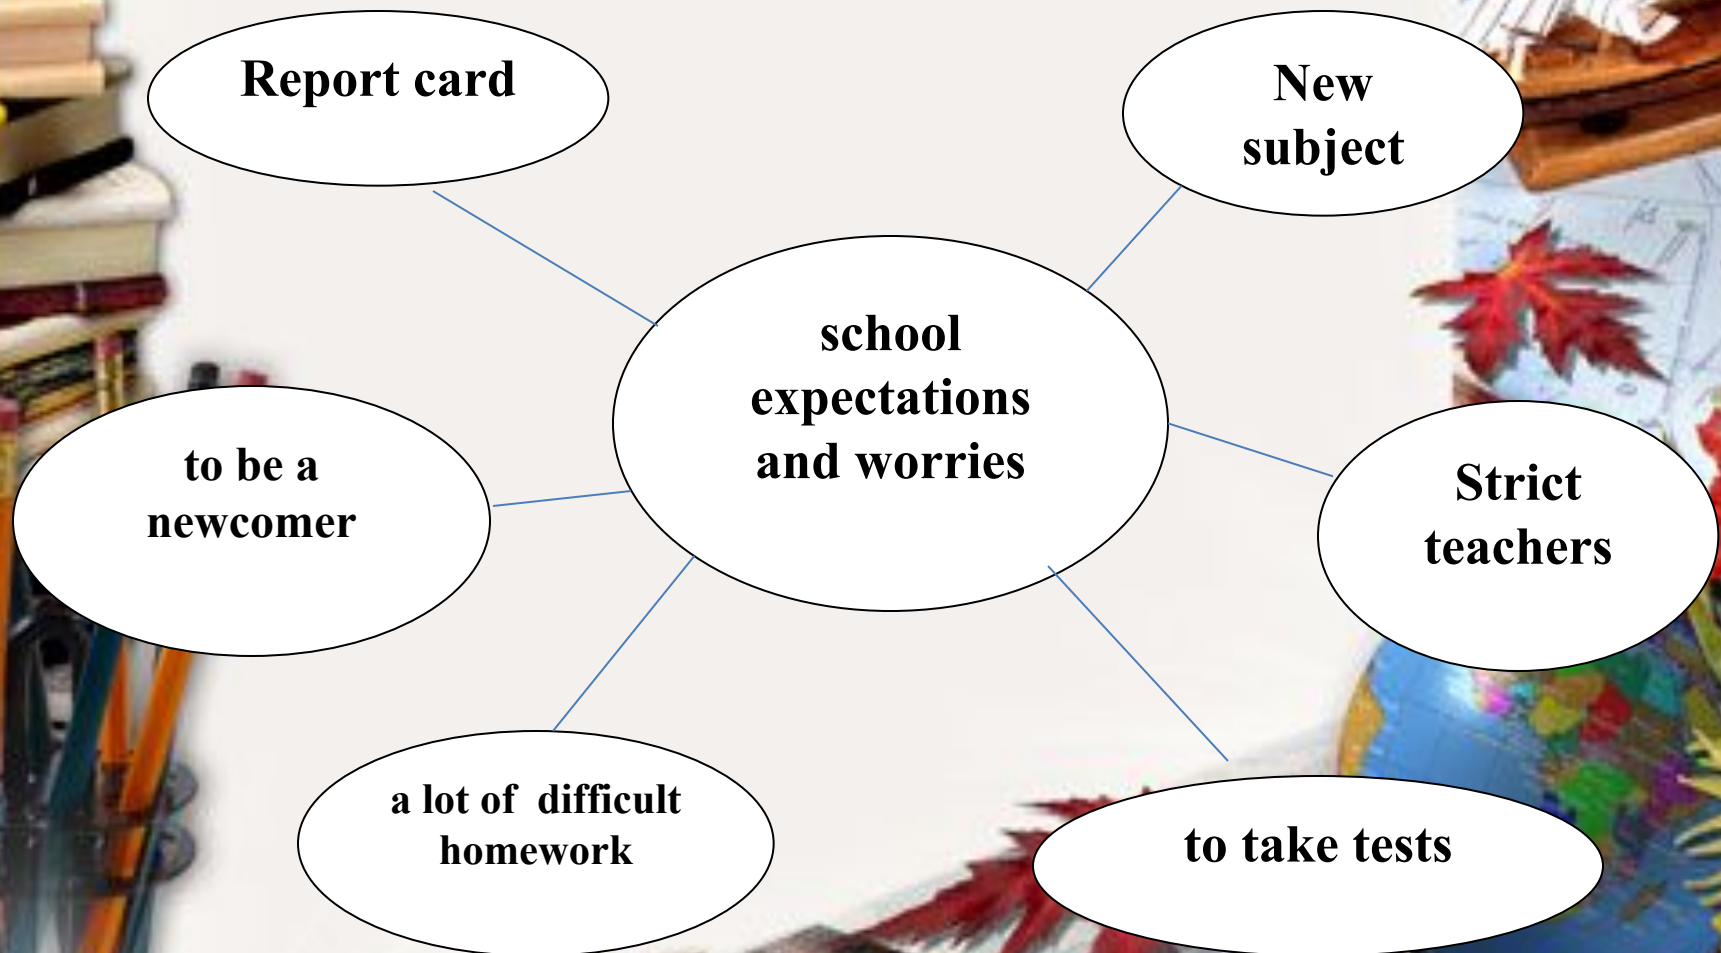 Report card
New
subject
school
expectations
and worries
to be a
newcomer
Strict
teachers
a lot of  difficult
homework
to take tests